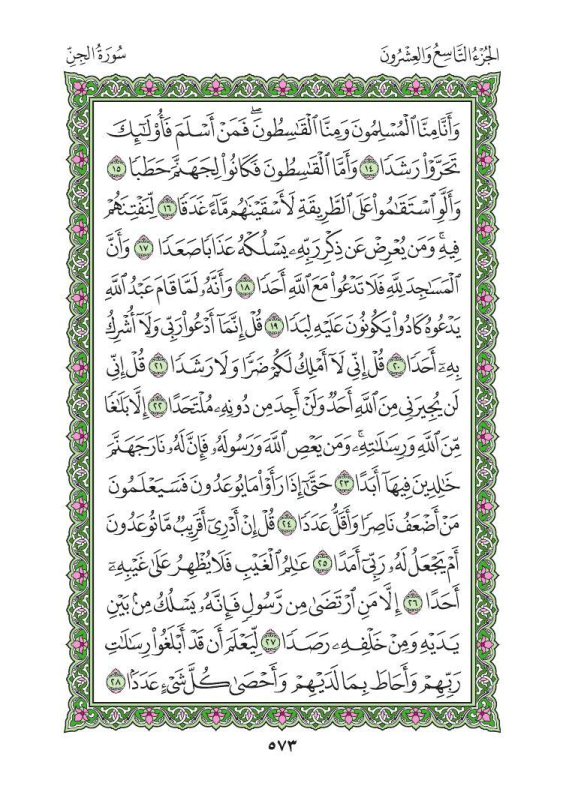 الجُزْءُ التَّاسِعُ وَالعِشْرُونَ
سُورَةُ الجِنّ
وَأَنَّا مِنَّا ٱلْمُسْلِمُونَ وَمِنَّا ٱلْقَٰسِطُونَۖ فَمَنْ أَسْلَمَ فَأُوْلَٰٓئِكَ
تَحَرَّوْاْ رَشَدًا ١٤ وَأَمَّا ٱلْقَٰسِطُونَ فَكَانُواْ لِجَهَنَّمَ حَطَبًا ١٥
وَأَلَّوِ ٱسْتَقَٰمُواْ عَلَى ٱلطَّرِيقَةِ لَأَسْقَيْنَٰهُم مَّآءً غَدَقًا ١٦ لِّنَفْتِنَهُمْ
فِيهِۚ وَمَن يُعْرِضْ عَن ذِكْرِ رَبِّهِۦ يَسْلُكْهُ عَذَابًا صَعَدًا ١٧ وَأَنَّ
ٱلْمَسَٰجِدَ لِلَّهِ فَلَا تَدْعُواْ مَعَ ٱللَّهِ أَحَدًا ١٨ وَأَنَّهُۥ لَمَّا قَامَ عَبْدُ ٱللَّهِ
يَدْعُوهُ كَادُواْ يَكُونُونَ عَلَيْهِ لِبَدًا ١٩ قُلْ إِنَّمَآ أَدْعُواْ رَبِّى وَلَآ أُشْرِكُ
بِهِۦٓ أَحَدًا ٢٠ قُلْ إِنِّى لَآ أَمْلِكُ لَكُمْ ضَرًّا وَلَا رَشَدًا ٢١ قُلْ إِنِّى
لَن يُجِيرَنِى مِنَ ٱللَّهِ أَحَدٌ وَلَنْ أَجِدَ مِن دُونِهِۦ مُلْتَحَدًا ٢٢ إِلَّا بَلَٰغًا
مِّنَ ٱللَّهِ وَرِسَٰلَٰتِهِۦۚ وَمَن يَعْصِ ٱللَّهَ وَرَسُولَهُۥ فَإِنَّ لَهُۥ نَارَ جَهَنَّمَ
خَٰلِدِينَ فِيهَآ أَبَدًا ٢٣ حَتَّىٰٓ إِذَا رَأَوْاْ مَا يُوعَدُونَ فَسَيَعْلَمُونَ
مَنْ أَضْعَفُ نَاصِرًا وَأَقَلُّ عَدَدًا ٢٤ قُلْ إِنْ أَدْرِىٓ أَقَرِيبٌ مَّا تُوعَدُونَ
أَمْ يَجْعَلُ لَهُۥ رَبِّىٓ أَمَدًا ٢٥ عَٰلِمُ ٱلْغَيْبِ فَلَا يُظْهِرُ عَلَىٰ غَيْبِهِۦٓ
أَحَدًا ٢٦ إِلَّا مَنِ ٱرْتَضَىٰ مِن رَّسُولٍ فَإِنَّهُۥ يَسْلُكُ مِنۢ بَيْنِ
يَدَيْهِ وَمِنْ خَلْفِهِۦ رَصَدًا ٢٧ لِّيَعْلَمَ أَن قَدْ أَبْلَغُواْ رِسَٰلَٰتِ
رَبِّهِمْ وَأَحَاطَ بِمَا لَدَيْهِمْ وَأَحْصَىٰ كُلَّ شَىْءٍ عَدَدًۢا ٢٨
٥٧٣